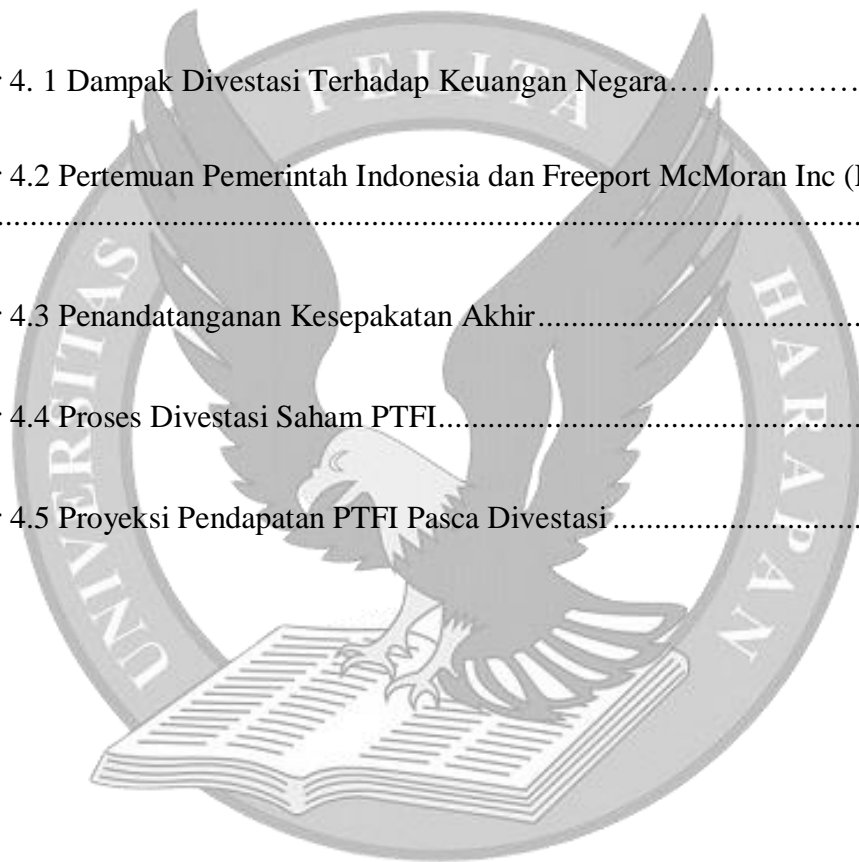 r 4. 1 Dampak Divestasi Terhadap Keuangan Negara……………….
r 4.2 Pertemuan Pemerintah Indonesia dan Freeport McMoran Inc (
................................................................................................
r 4.3 Penandatanganan Kesepakatan Akhir....................................
r 4.4 Proses Divestasi Saham PTFI................................................
r 4.5 Proyeksi Pendapatan PTFI Pasca Divestasi............................
UNIVERSITAS PELITA HARAPAN